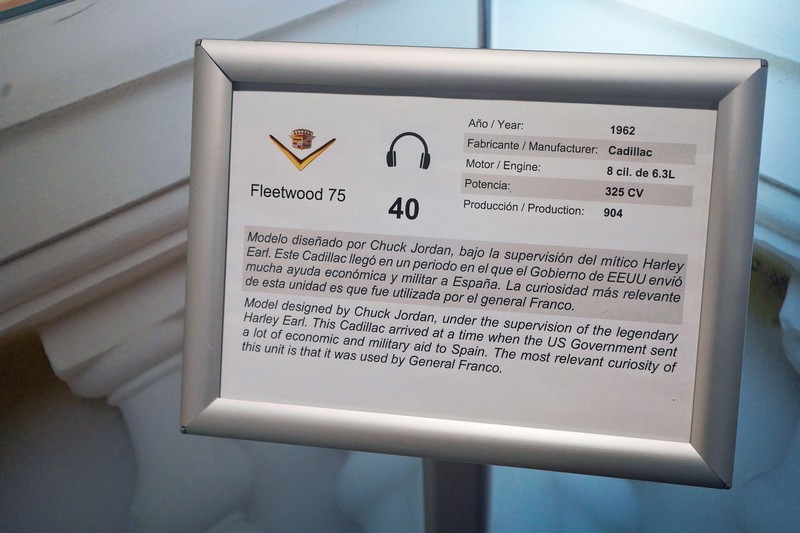 Fleetwood 75
40
Año / Year: 1962
Fabricante / Manufacturer: Cadillac
Motor / Engine: 8 cil. de 6.3L
Potencia: 325 CV
Producción / Production: 904
Modelo diseñado por Chuck Jordan, bajo la supervisión del mítico Harley
Earl. Este Cadillac llegó en un periodo en el que el Gobierno de EEUU envió
mucha ayuda económica y militar a España. La curiosidad más relevante
de esta unidad es que fue utilizada por el general Franco.
Model designed by Chuck Jordan, under the supervision of the legendary
Harley Earl. This Cadillac arrived at a time when the US Government sent
a lot of economic and military aid to Spain. The most relevant curiosity of
this unit is that it was used by General Franco.